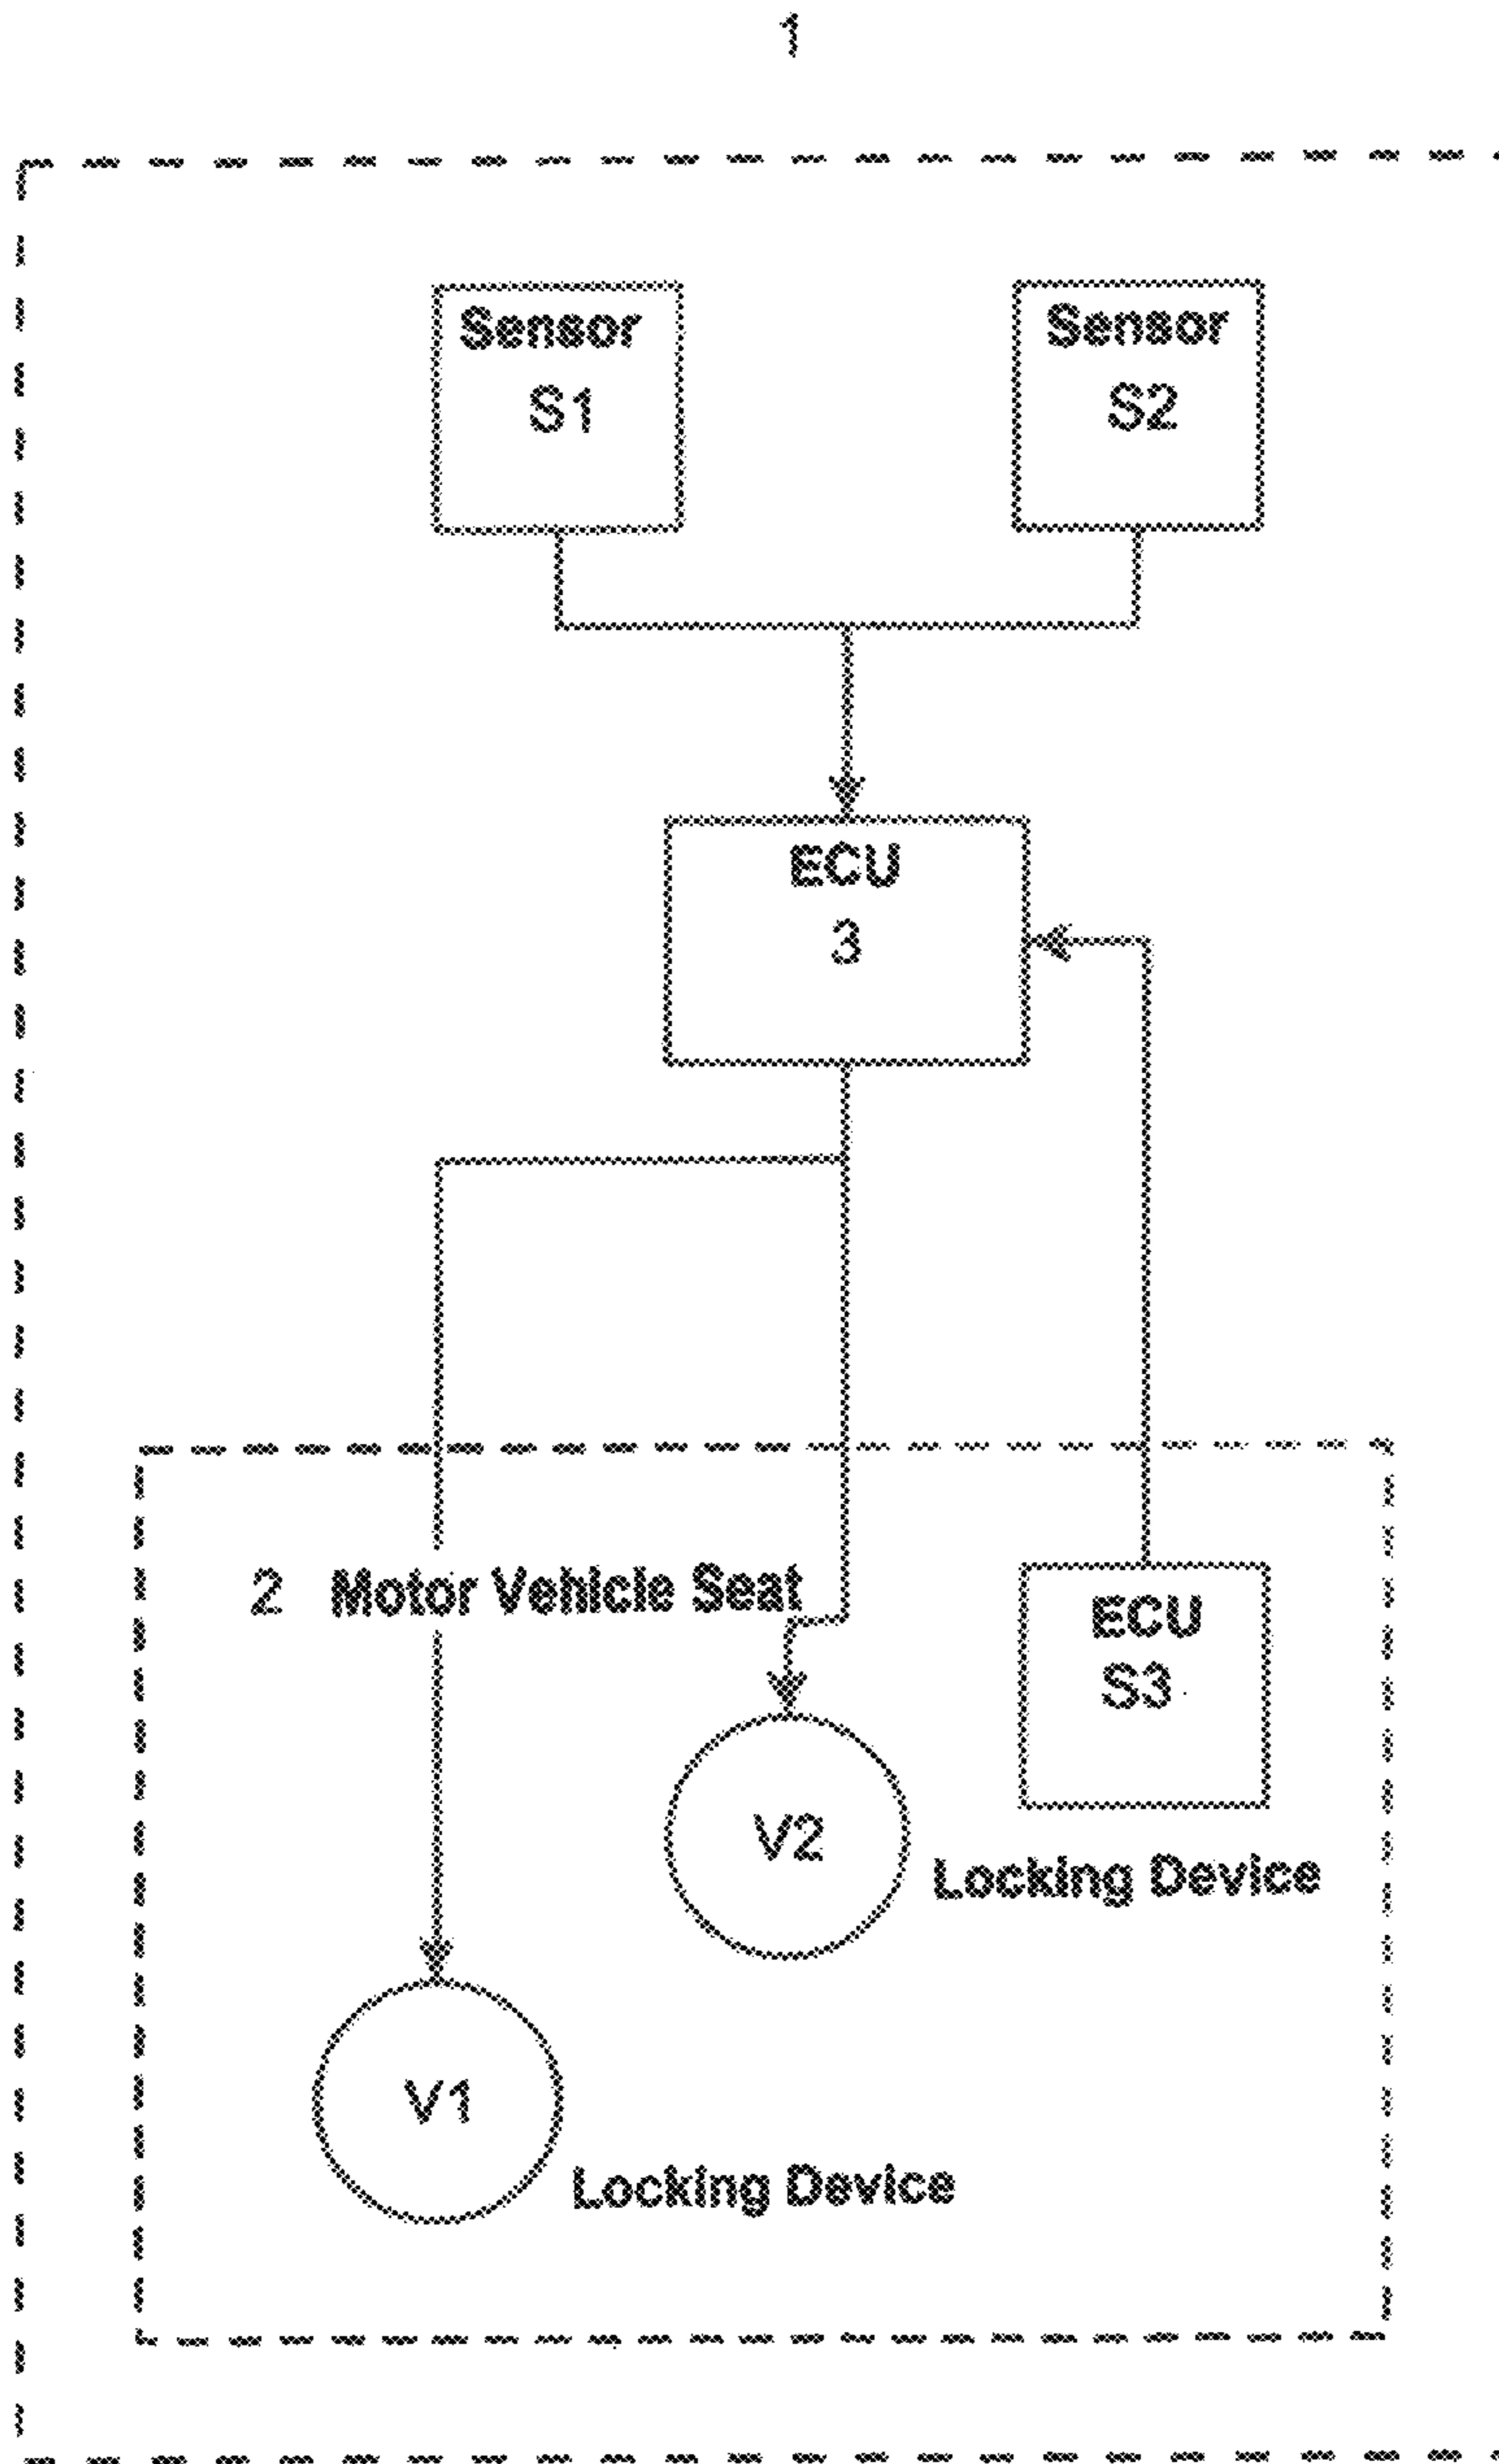 1
Sensor
S1
Sensor
S2
ECU
3
2 Motor Vehicle Seat
ECU
S3
V2
Locking Device
V1
Locking Device